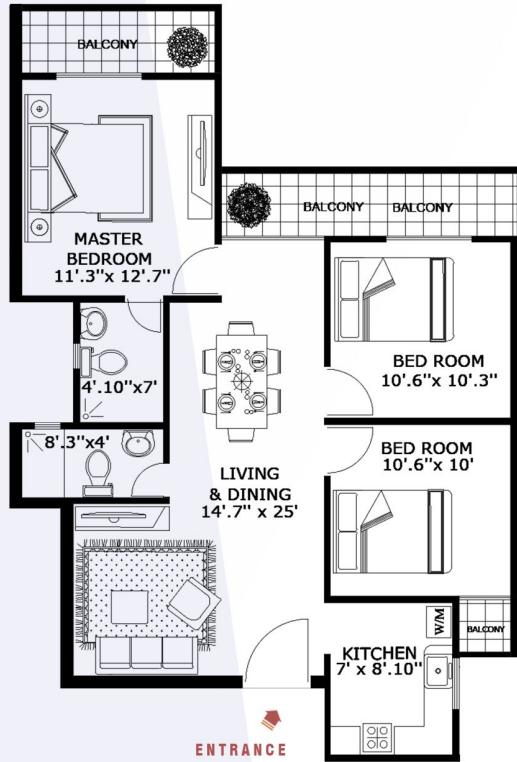 BALCONY
BALCONY BALCONY
MASTER
BEDROOM
11'.3"x 12'.7"
BED ROOM
10'.6"x 10'.3"
4'.10"x7'
8'.3"x4'
BED ROOM
10'.6"x 10'
LIVING
& DINING
14'.7" x 25'
W/M
BALCONY
KITCHEN
7' x 8'.10"
ENTRANCE